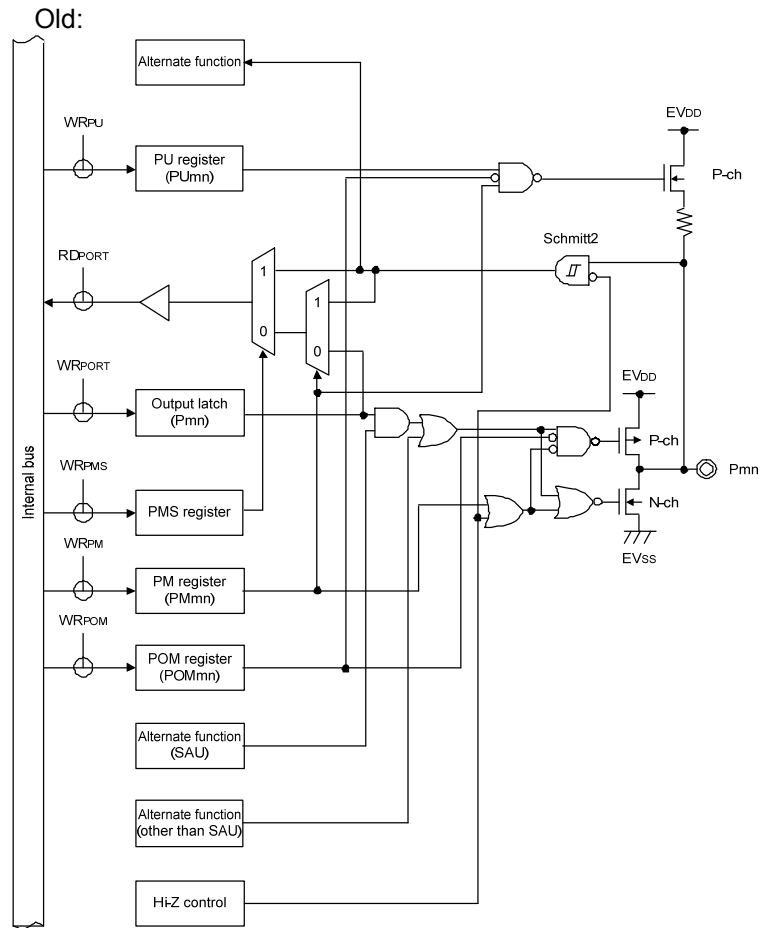 Old:
Alternate function
WRPU
EVDD
PU register
(PUmn)
P-ch
Schmitt2
RDPORT
1
1
0
0
WRPORT
EVDD
Output latch
(Pmn)
P-ch
Pmn
WRPMS
Internal bus
PMS register
N-ch
WRPM
EVSS
PM register
(PMmn)
WRPOM
POM register
(POMmn)
Alternate function
(SAU)
Alternate function
(other than SAU)
Hi-Z control